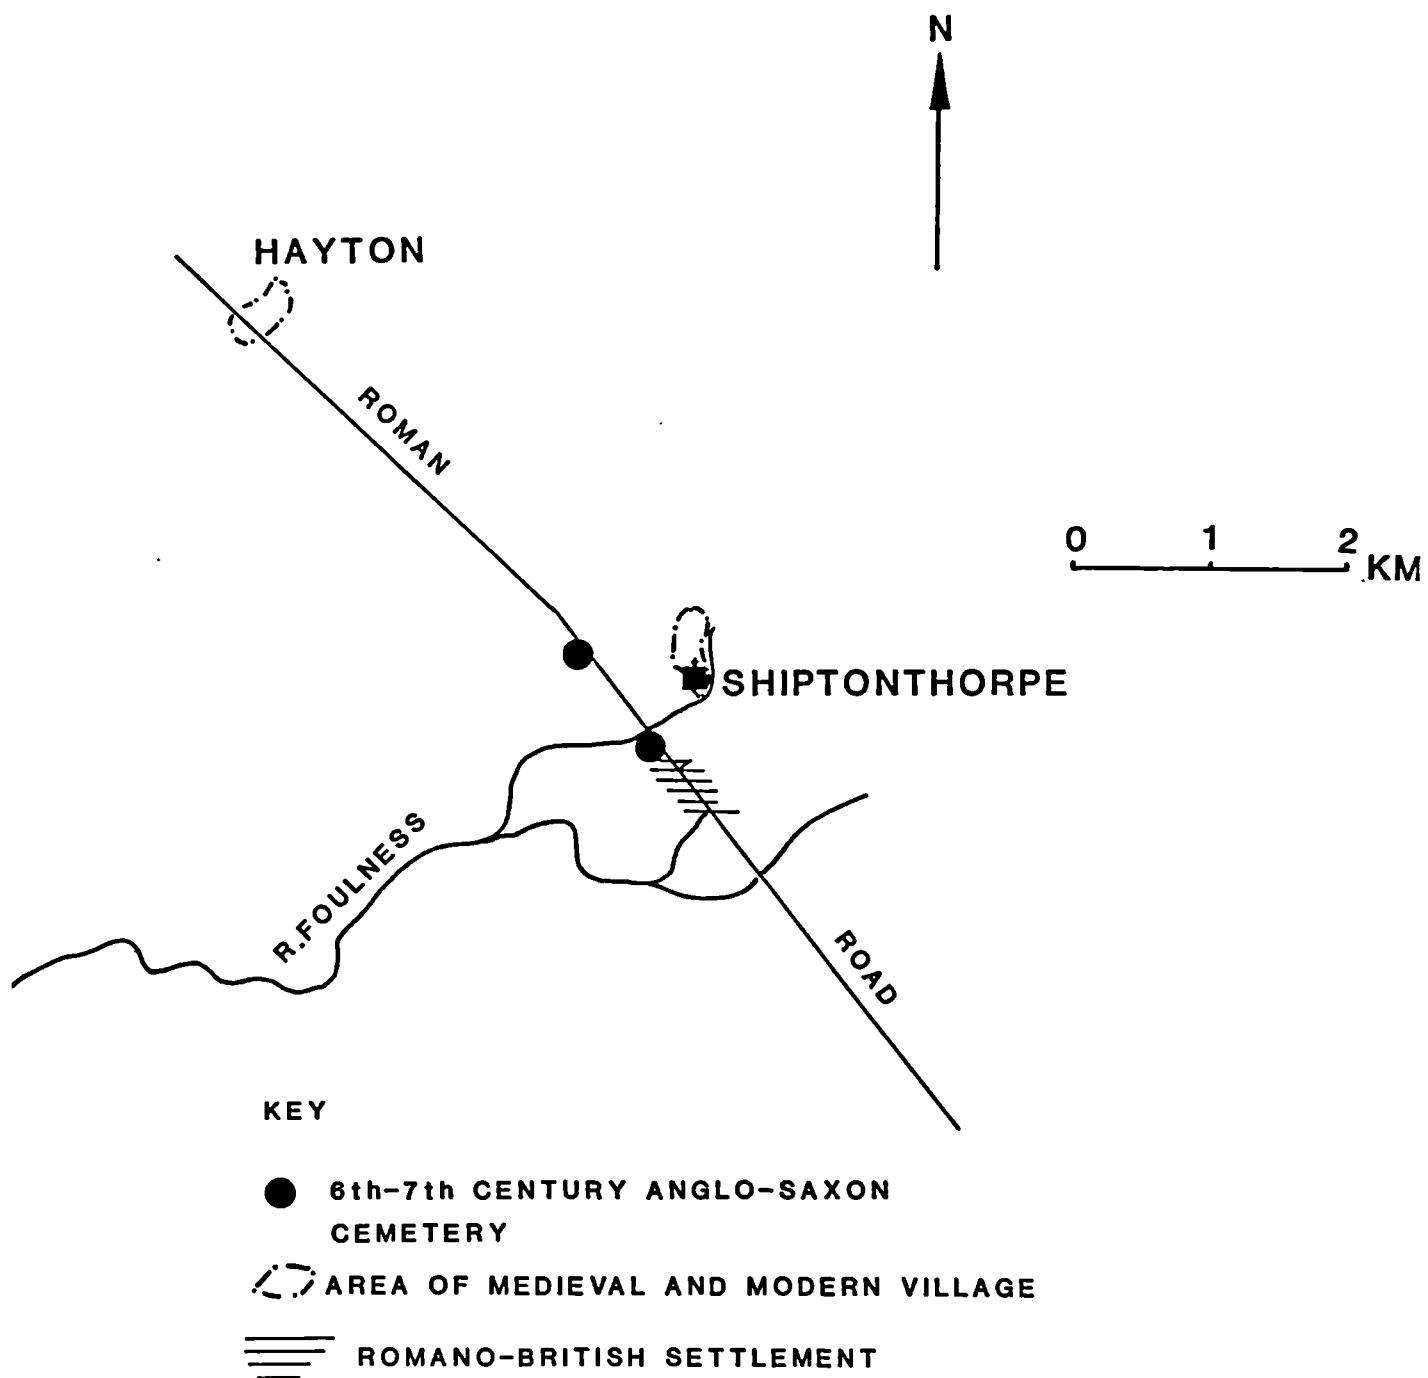 N
HAYTON
ROMAN
0 1 2
KM
SHIPTONTHORPE
R.FOULNESS
ROAD
KEY
6th-7th CENTURY ANGLO-SAXON
CEMETERY
AREA OF MEDIEVAL AND MODERN VILLAGE
ROMANO-BRITISH SETTLEMENT